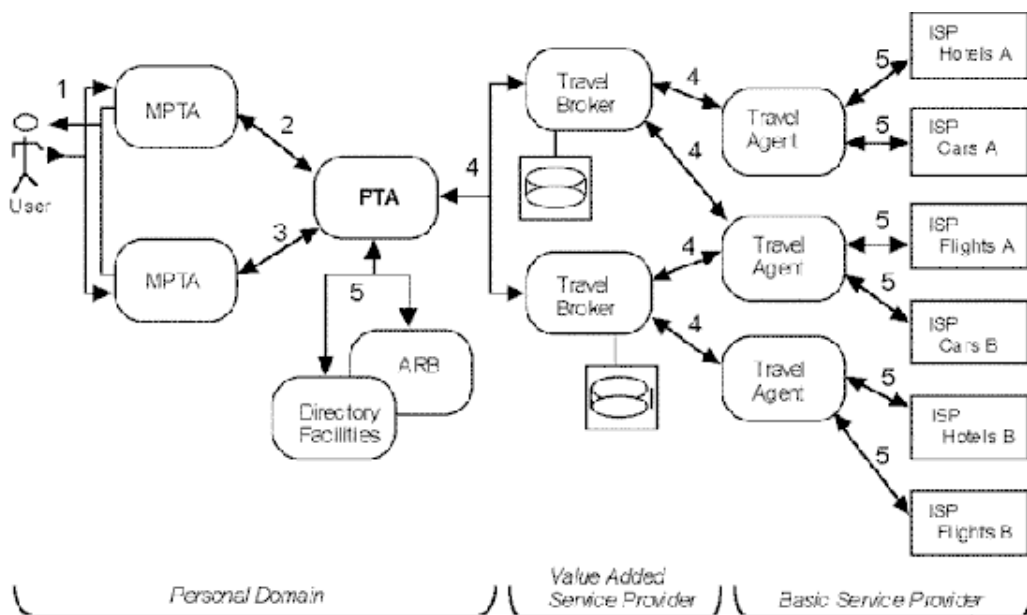 1
MPTA
User
2
PTA
3
MPTA
5
ARB
Directory
Facilities
4
Travel
Broker
Travel
Broker
4
4
4
4
Travel
Agent
Travel
Agent
Travel
Agent
5
5
5
5
5
5
ISP
Hotels A
ISP
Cars A
ISP
Flights A
ISP
Cars B
ISP
Hotels B
ISP
Flights B
Personal Domain
Value Added
Service Provider
Basic Service Provider